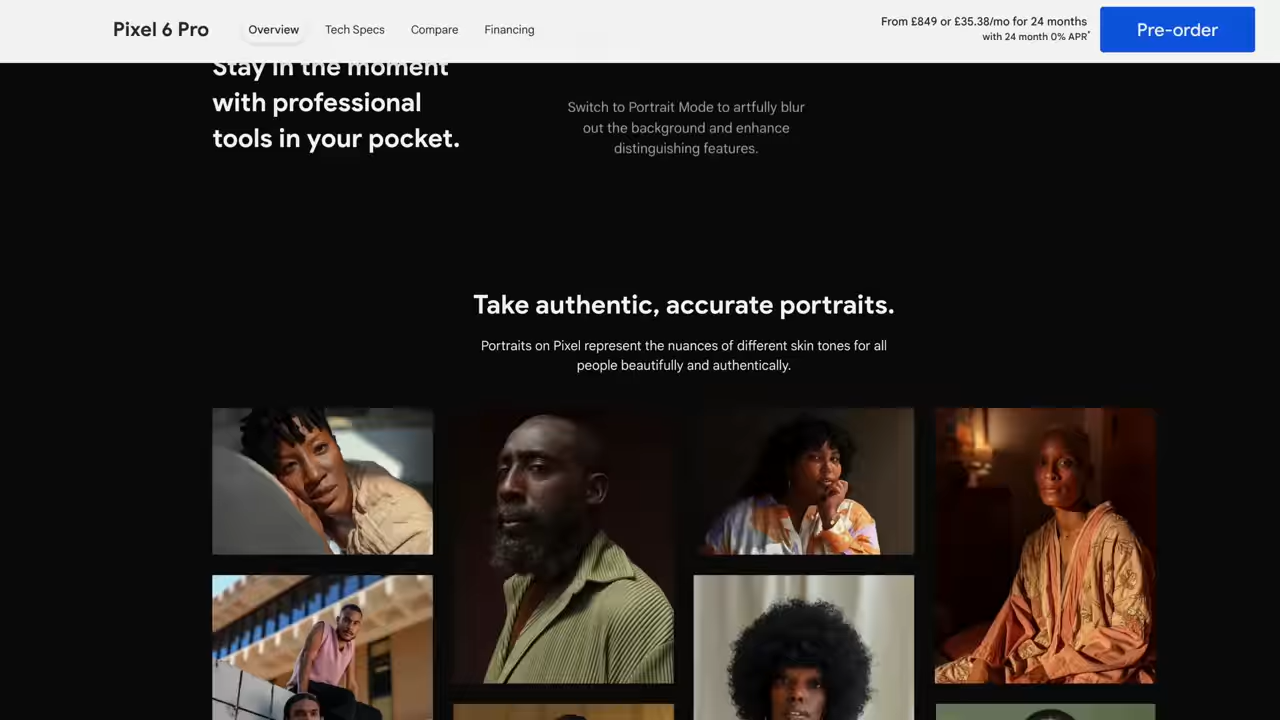 Pixel 6 Pro
Overview
Tech Specs
Compare
Financing
From £849 or £35.38/mo for 24 months
with 24 month 0% APR*
Pre-order
Stay in the moment
with professional
tools in your pocket.
Switch to Portrait Mode to artfully blur
out the background and enhance
distinguishing features.
Take authentic, accurate portraits.
Portraits on Pixel represent the nuances of different skin tones for all
people beautifully and authentically.